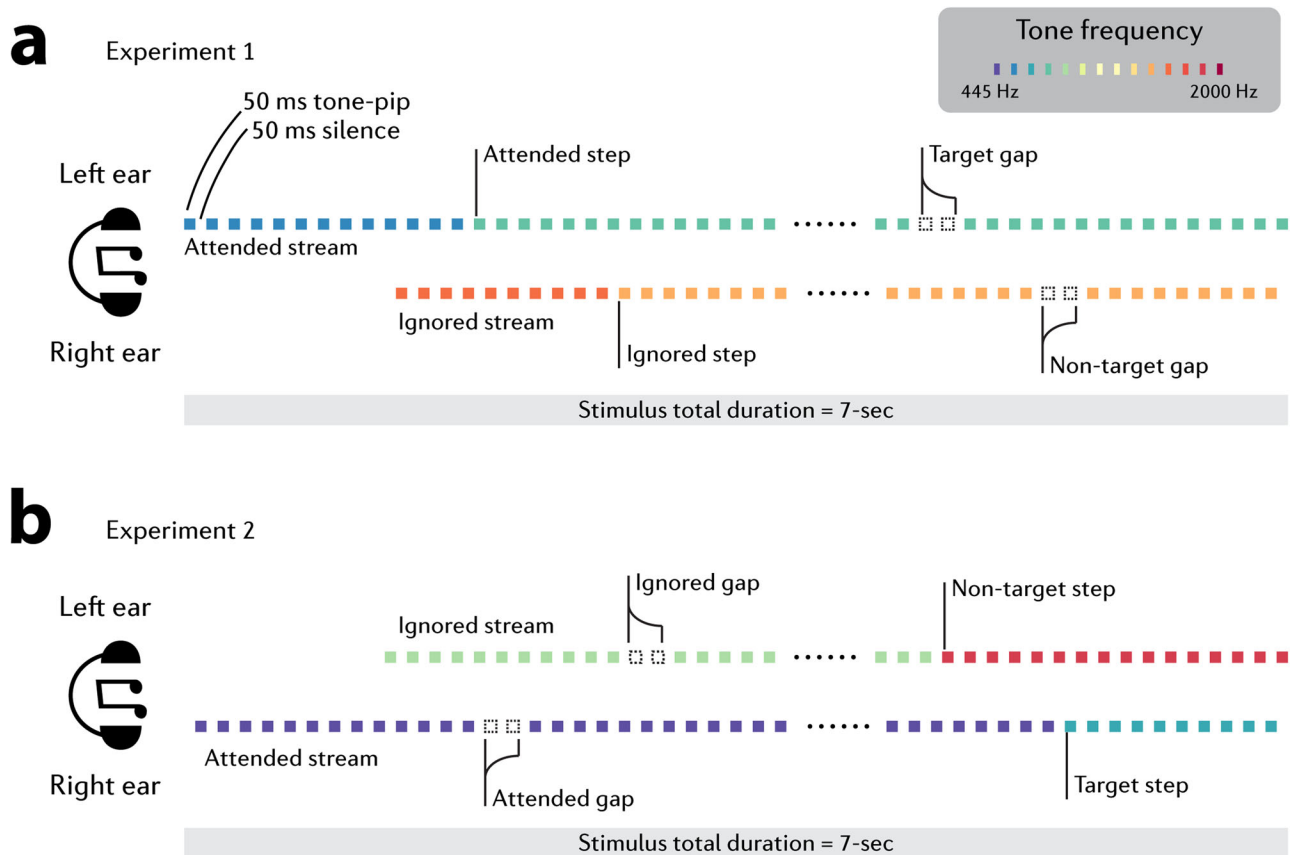 a
Experiment 1
Tone frequency
445 Hz
2000 Hz
50 ms tone-pip
50 ms silence
Attended step
Target gap
Left ear
Attended stream
Ignored stream
Ignored step
Non-target gap
Right ear
Stimulus total duration = 7-sec
b
Experiment 2
Ignored gap
Non-target step
Left ear
Ignored stream
Attended stream
Right ear
Attended gap
Target step
Stimulus total duration = 7-sec